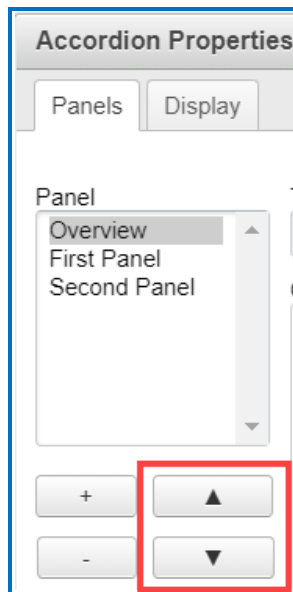 Accordion Properties
Panels
Display
Panel
Overview
First Panel
Second Panel
+
▲
-
▼